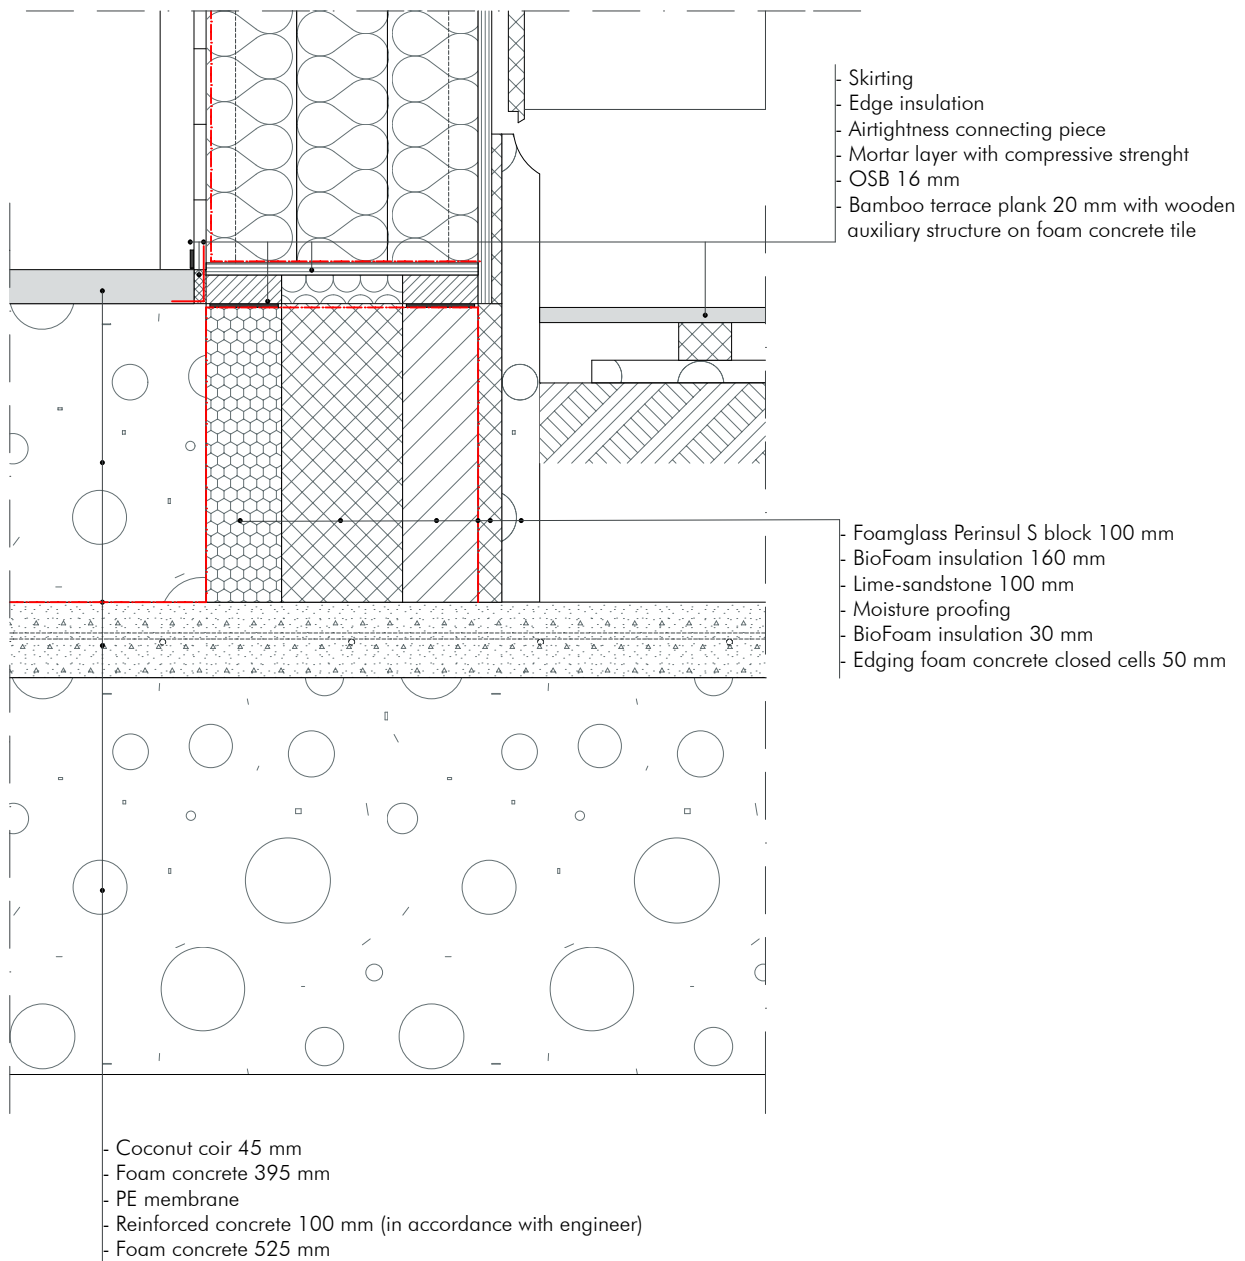 - Skirting
- Edge insulation
- Airtightness connecting piece
- Mortar layer with compressive strenght
- OSB 16 mm
- Bamboo terrace plank 20 mm with wooden
auxiliary structure on foam concrete tile
- Foamglass Perinsul S block 100 mm
- BioFoam insulation 160 mm
- Lime-sandstone 100 mm
- Moisture proofing
- BioFoam insulation 30 mm
- Edging foam concrete closed cells 50 mm
- Coconut coir 45 mm
- Foam concrete 395 mm
- PE membrane
- Reinforced concrete 100 mm (in accordance with engineer)
- Foam concrete 525 mm